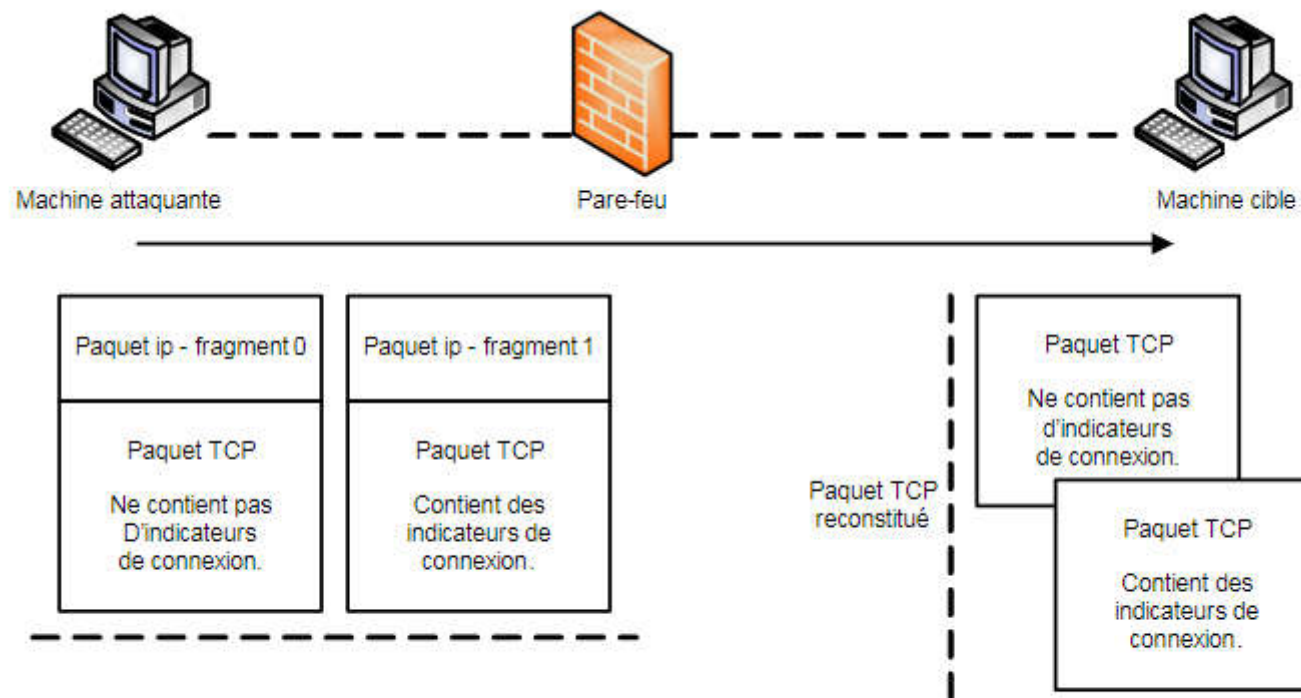 Machine attaquante
Pare-feu
Machine cible
Paquet ip - fragment 0
Paquet ip - fragment 1
Paquet TCP
Ne contient pas
D'indicateurs
de connexion.
Paquet TCP
Contient des
indicateurs de
connexion.
Paquet TCP
reconstitué
Paquet TCP
Ne contient pas
d'indicateurs
de connexion.
Paquet TCP
Contient des
indicateurs de
connexion.